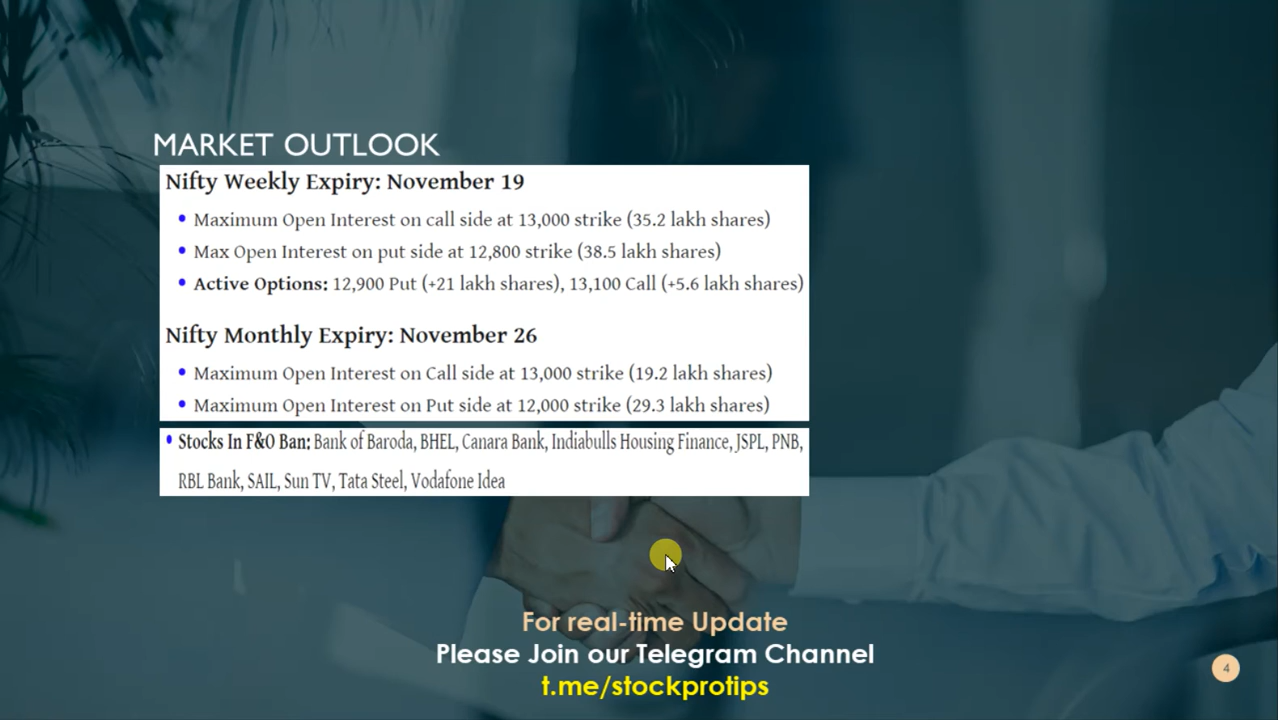 MARKET OUTLOOK
Nifty Weekly Expiry: November 19
• Maximum Open Interest on call side at 13,000 strike (35.2 lakh shares)
• Max Open Interest on put side at 12,800 strike (38.5 lakh shares)
• Active Options: 12,900 Put (+21 lakh shares), 13,100 Call (+5.6 lakh shares)
Nifty Monthly Expiry: November 26
• Maximum Open Interest on Call side at 13,000 strike (19.2 lakh shares)
• Maximum Open Interest on Put side at 12,000 strike (29.3 lakh shares)
• Stocks In F&O Ban: Bank of Baroda, BHEL, Canara Bank, Indiabulls Housing Finance, JSPL, PNB,
RBL Bank, SAIL, Sun TV, Tata Steel, Vodafone Idea
For real-time Update
Please Join our Telegram Channel
t.me/stockprotips
4